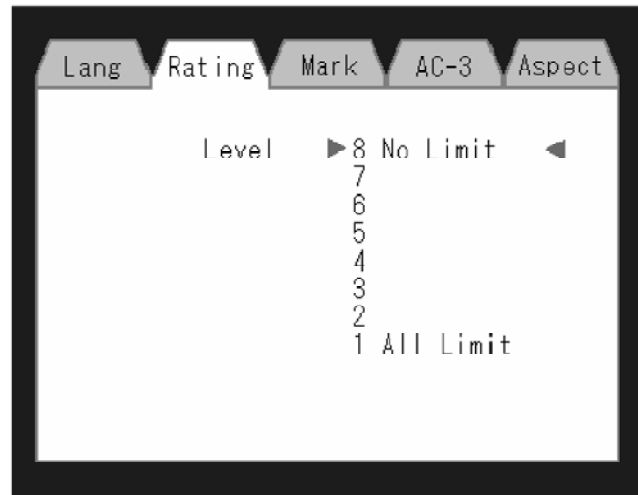 Lang Rating Mark AC-3 Aspect
Level ▶ 8 No Limit ◀
7
6
5
4
3
2
1 All Limit